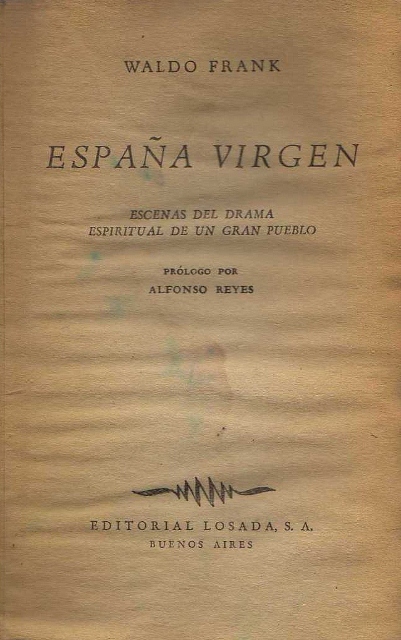 WALDO FRANK
ESPAÑA VIRGEN
ESCENAS DEL DRAMA
ESPIRITUAL DE UN GRAN PUEBLO
PRÓLOGO POR
ALFONSO REYES
EDITORIAL LOSADA, S. A.
BUENOS AIRES